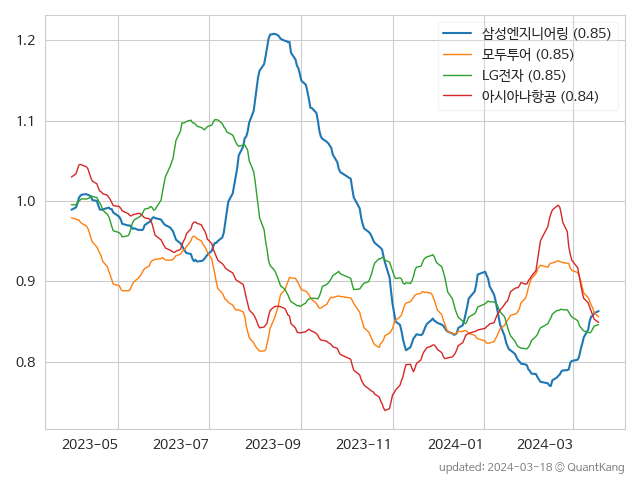 삼성엔지니어링 (0.85)
모두투어 (0.85)
LG전자 (0.85)
아시아나항공 (0.84)
1.2
1.1
1.0
0.9
0.8
2023-05 2023-07 2023-09 2023-11 2024-01 2024-03
updated: 2024-03-18 © QuantKang